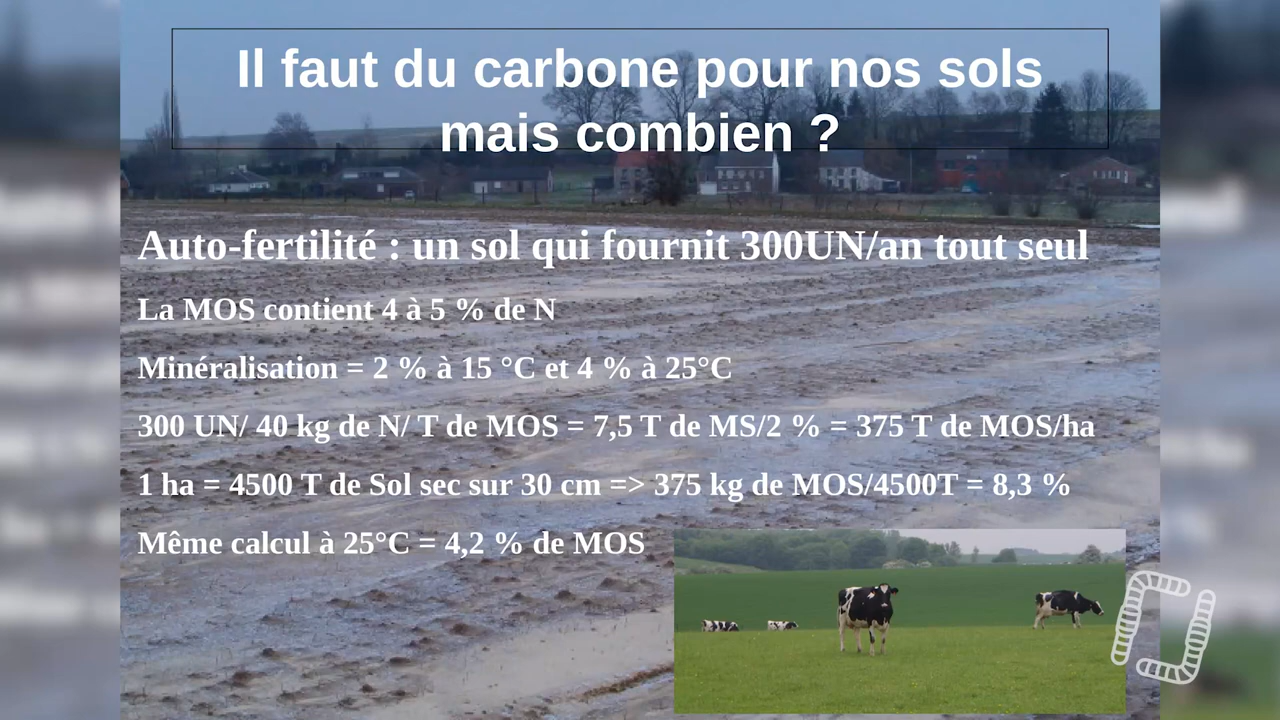 Il faut du carbone pour nos sols
mais combien ?
Auto-fertilité : un sol qui fournit 300UN/an tout seul
La MOS contient 4 à 5 % de N
Minéralisation = 2 % à 15 °C et 4 % à 25°C
300 UN/ 40 kg de N/ T de MOS = 7,5 T de MS/2 % = 375 T de MOS/ha
1 ha = 4500 T de Sol sec sur 30 cm => 375 kg de MOS/4500T = 8,3 %
Même calcul à 25°C = 4,2 % de MOS